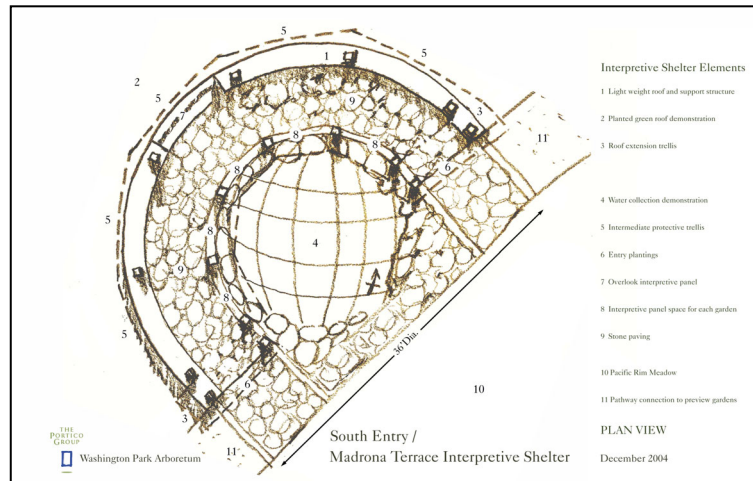 5
5
2
1
5
7
9
3
8
8
11
8
6
5
4
8
9
8
5
36' Dia.
6
10
3
11
Interpretive Shelter Elements
1 Light weight roof and support structure
2 Planted green roof demonstration
3 Roof extension trellis
4 Water collection demonstration
5 Intermediate protective trellis
6 Entry plantings
7 Overlook interpretive panel
8 Interpretive panel space for each garden
9 Stone paving
10 Pacific Rim Meadow
11 Pathway connection to preview gardens
PLAN VIEW
December 2004
THE
PORTICO
GROUP
Washington Park Arboretum
South Entry /
Madrona Terrace Interpretive Shelter